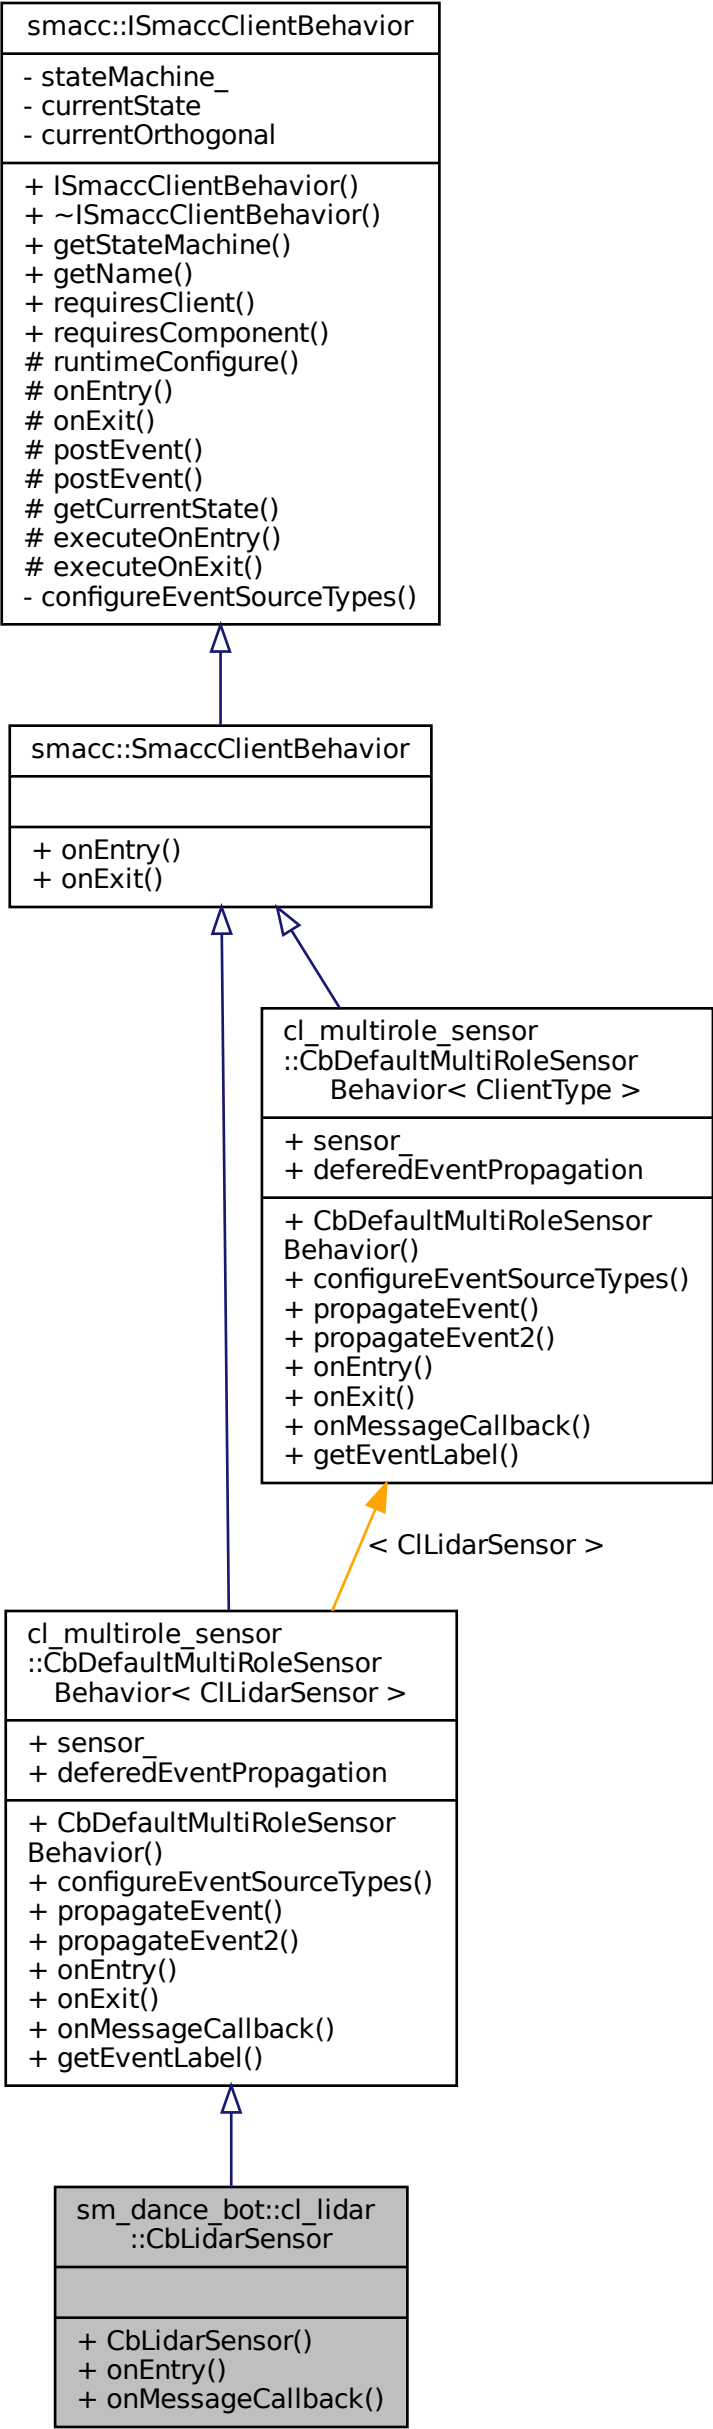 smacc::ISmaccClientBehavior
- stateMachine_
- currentState
- currentOrthogonal
+ ISmaccClientBehavior()
+ ~ISmaccClientBehavior()
+ getStateMachine()
+ getName()
+ requiresClient()
+ requiresComponent()
# runtimeConfigure()
# onEntry()
# onExit()
# postEvent()
# postEvent()
# getCurrentState()
# executeOnEntry()
# executeOnExit()
- configureEventSourceTypes()
smacc::SmaccClientBehavior
+ onEntry()
+ onExit()
cl_multirole_sensor
::CbDefaultMultiRoleSensor
Behavior< ClientType >
+ sensor_
+ deferedEventPropagation
+ CbDefaultMultiRoleSensor
Behavior()
+ configureEventSourceTypes()
+ propagateEvent()
+ propagateEvent2()
+ onEntry()
+ onExit()
+ onMessageCallback()
+ getEventLabel()
< ClLidarSensor >
cl_multirole_sensor
::CbDefaultMultiRoleSensor
Behavior< ClLidarSensor >
+ sensor_
+ deferedEventPropagation
+ CbDefaultMultiRoleSensor
Behavior()
+ configureEventSourceTypes()
+ propagateEvent()
+ propagateEvent2()
+ onEntry()
+ onExit()
+ onMessageCallback()
+ getEventLabel()
sm_dance_bot::cl_lidar
::CbLidarSensor
+ CbLidarSensor()
+ onEntry()
+ onMessageCallback()